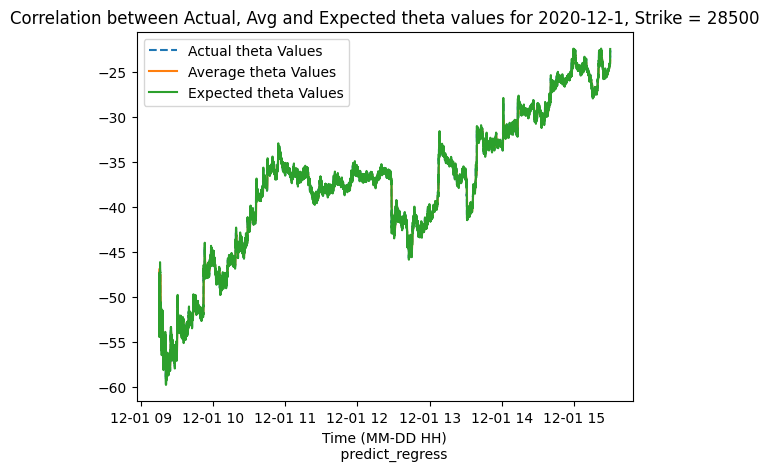 Correlation between Actual, Avg and Expected theta values for 2020-12-1, Strike = 28500
Actual theta Values
Average theta Values
Expected theta Values
−25
−30
−35
−40
−45
−50
−55
−60
12-01 09 12-01 10 12-01 11 12-01 12 12-01 13 12-01 14 12-01 15
Time (MM-DD HH)
predict_regress